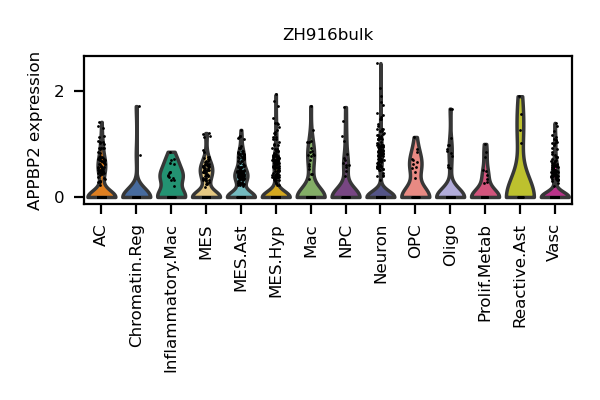 ZH916bulk
APPBP2 expression
2
0
AC
Chromatin.Reg
Inflammatory.Mac
MES
MES.Ast
MES.Hyp
Mac
NPC
Neuron
OPC
Oligo
Prolif.Metab
Reactive.Ast
Vasc